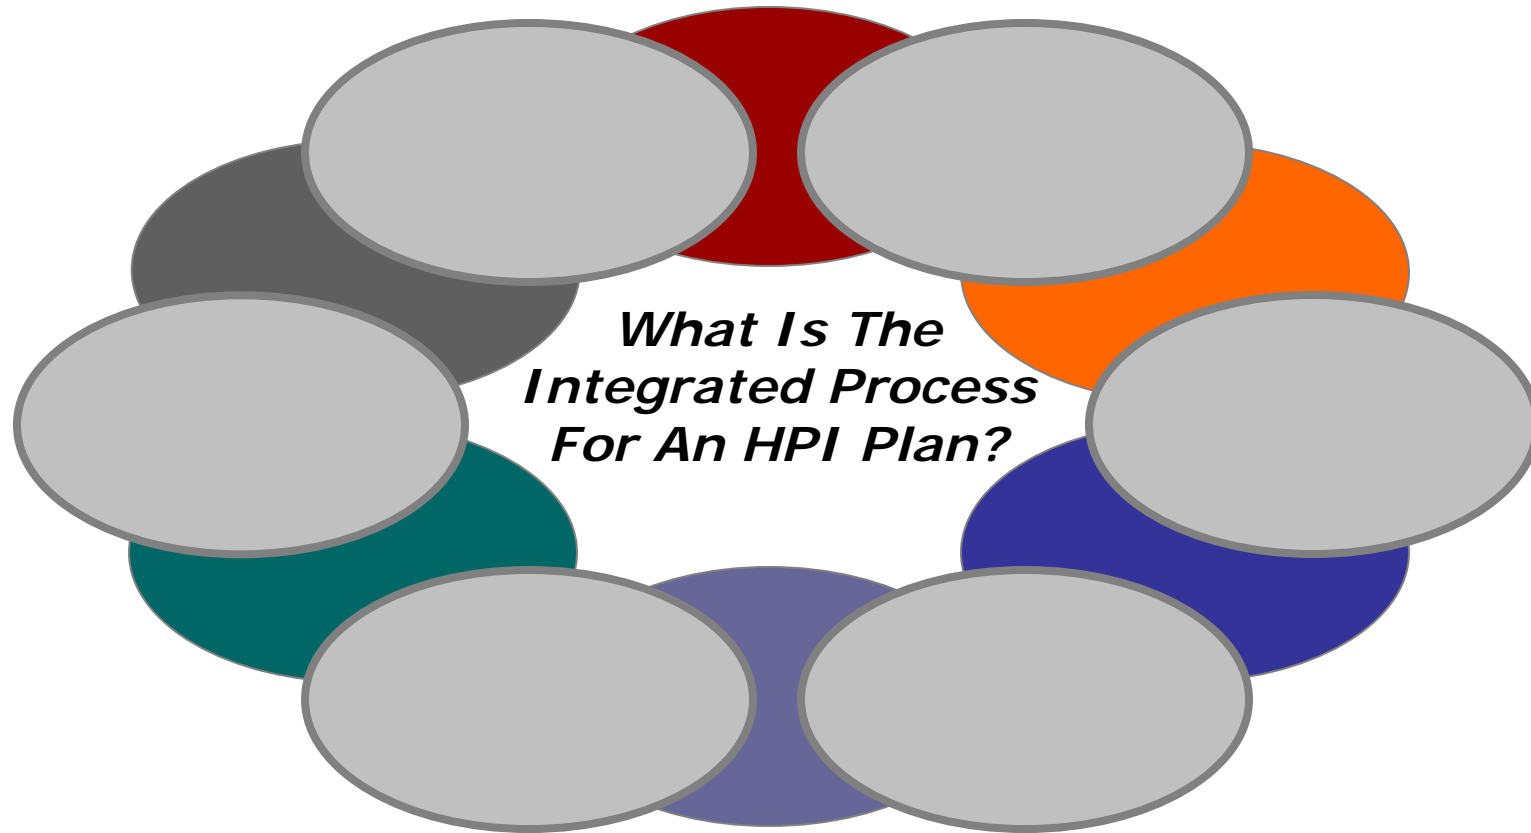 What Is The
Integrated Process
For An HPI Plan?